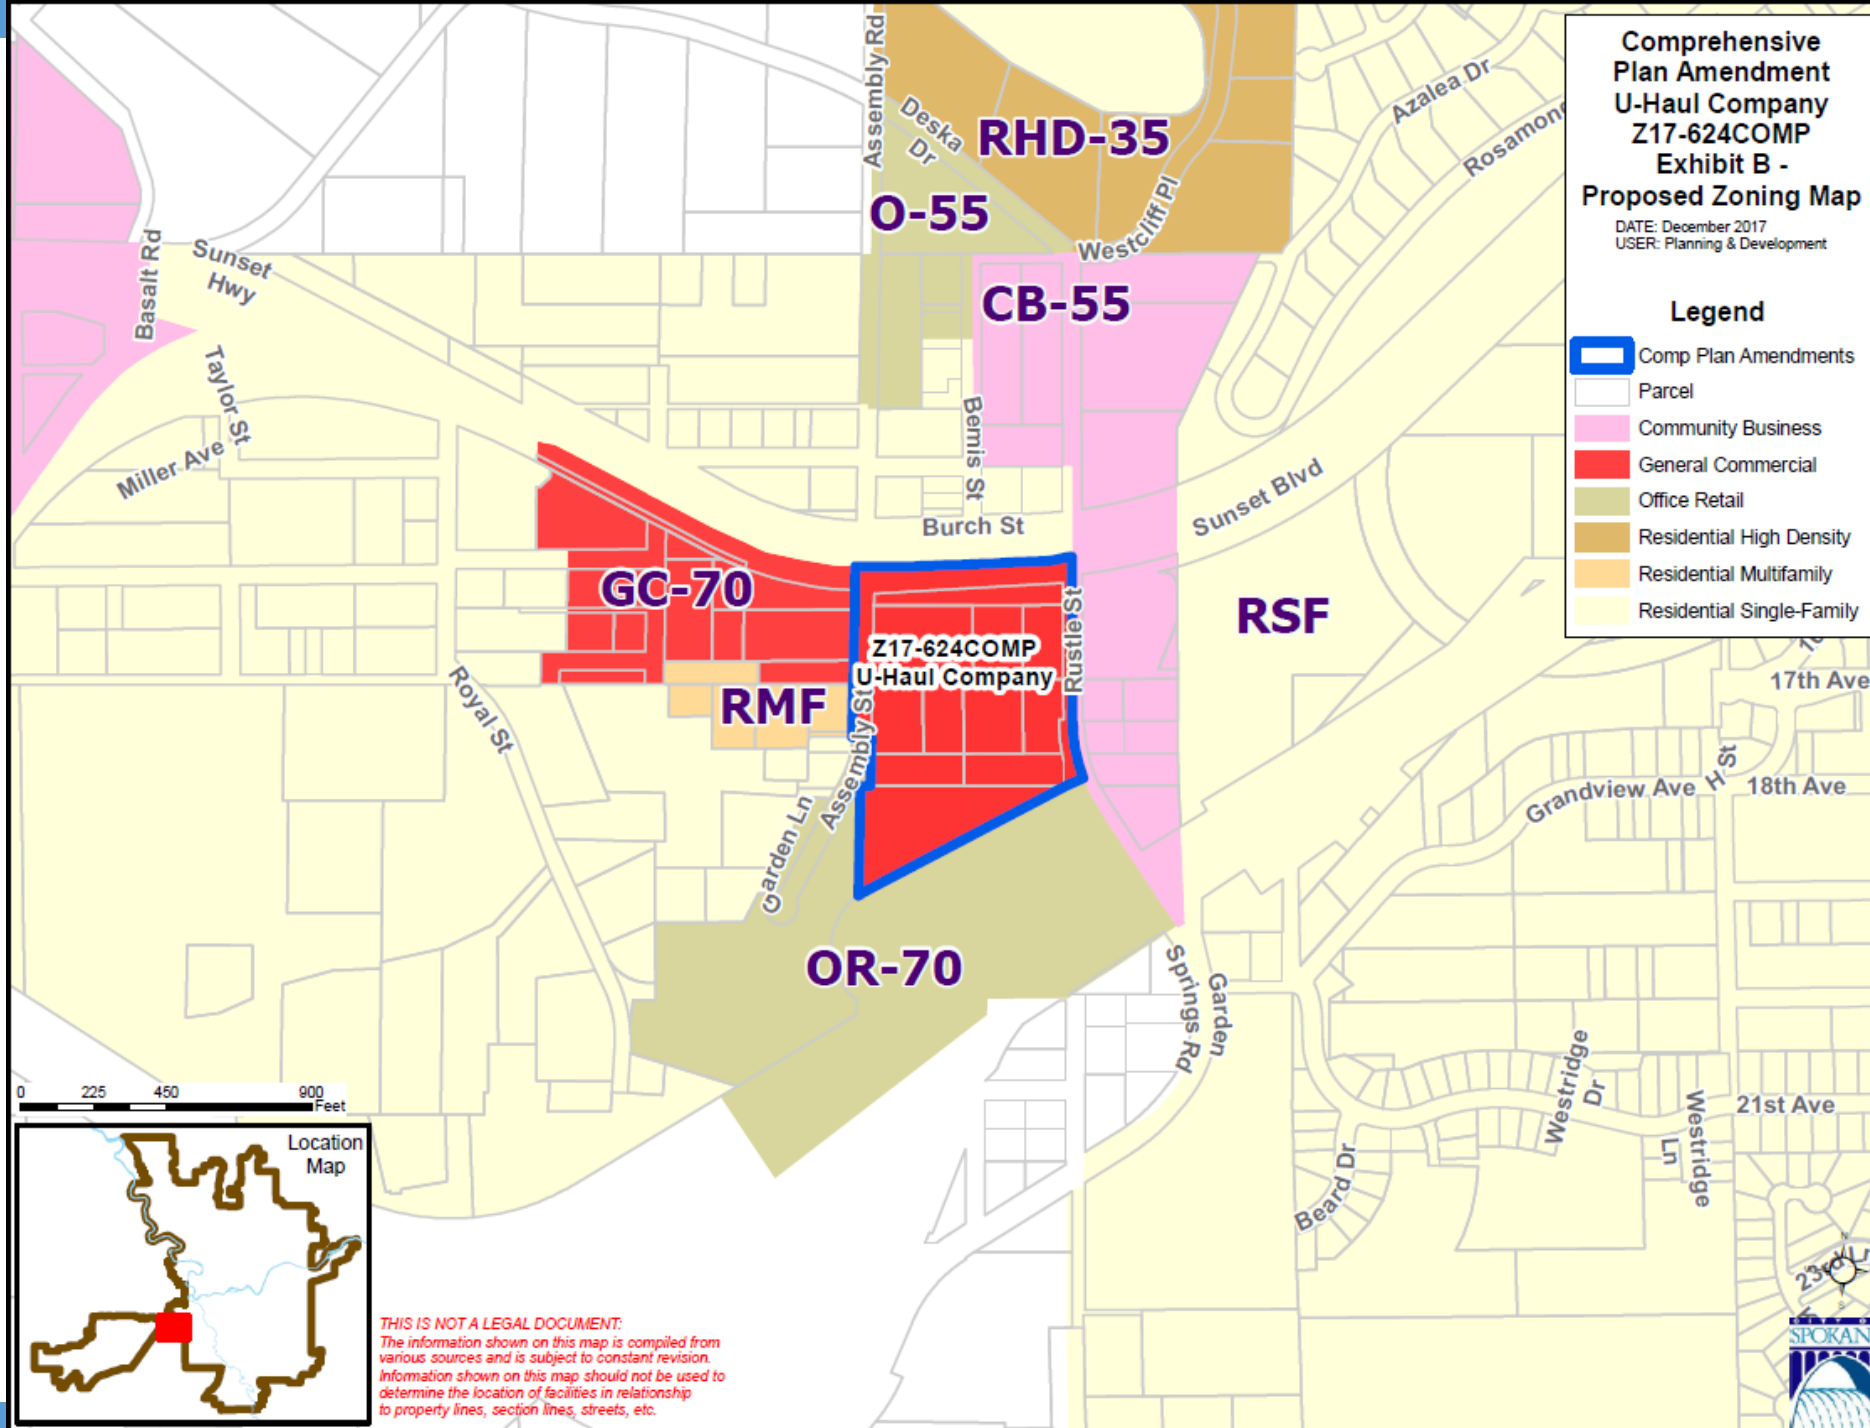 Comprehensive
Plan Amendment
U-Haul Company
Z17-624COMP
Exhibit B -
Proposed Zoning Map
DATE: December 2017
USER: Planning & Development
Legend
Comp Plan Amendments
Parcel
Community Business
General Commercial
Office Retail
Residential High Density
Residential Multifamily
Residential Single-Family
Assembly Rd
Deska
Dr
RHD-35
Azalea Dr
O-55
Westcliff Pl
Basalt Rd
Sunset
Hwy
CB-55
Taylor St
Miller Ave
Bemis St
Burch St
Sunset Blvd
GC-70
Z17-624COMP
U-Haul Company
Rustle St
RSF
RMF
Royal St
Assembly St
Garden Ln
17th Ave
H St
Grandview Ave
18th Ave
OR-70
Springs Rd
Garden
Westridge
Dr
Westridge
Ln
21st Ave
Beard Dr
0 225 450 900
Feet
Location
Map
THIS IS NOT A LEGAL DOCUMENT:
The information shown on this map is compiled from
various sources and is subject to constant revision.
Information shown on this map should not be used to
determine the location of facilities in relationship
to property lines, section lines, streets, etc.
N
S